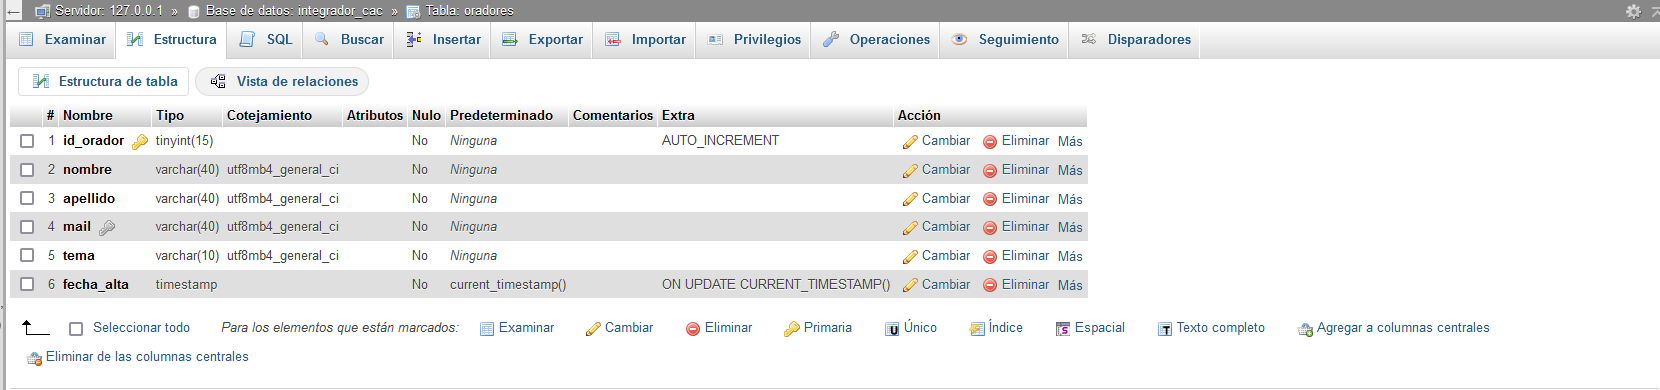 ← Servidor: 127.0.0.1 » Base de datos: integrador_cac » Tabla: oradores
Examinar Estructura SQL Buscar Insertar Exportar Importar Privilegios Operaciones Seguimiento Disparadores
Estructura de tabla Vista de relaciones
# Nombre Tipo Cotejamiento Atributos Nulo Predeterminado Comentarios Extra Acción
1 id_orador tinyint(15) No Ninguna AUTO_INCREMENT Cambiar Eliminar Más
2 nombre varchar(40) utf8mb4_general_ci No Ninguna Cambiar Eliminar Más
3 apellido varchar(40) utf8mb4_general_ci No Ninguna Cambiar Eliminar Más
4 mail varchar(40) utf8mb4_general_ci No Ninguna Cambiar Eliminar Más
5 tema varchar(10) utf8mb4_general_ci No Ninguna Cambiar Eliminar Más
6 fecha_alta timestamp No current_timestamp() ON UPDATE CURRENT_TIMESTAMP() Cambiar Eliminar Más
Seleccionar todo Para los elementos que están marcados: Examinar Cambiar Eliminar Primaria Único Índice Espacial Texto completo Agregar a columnas centrales
Eliminar de las columnas centrales